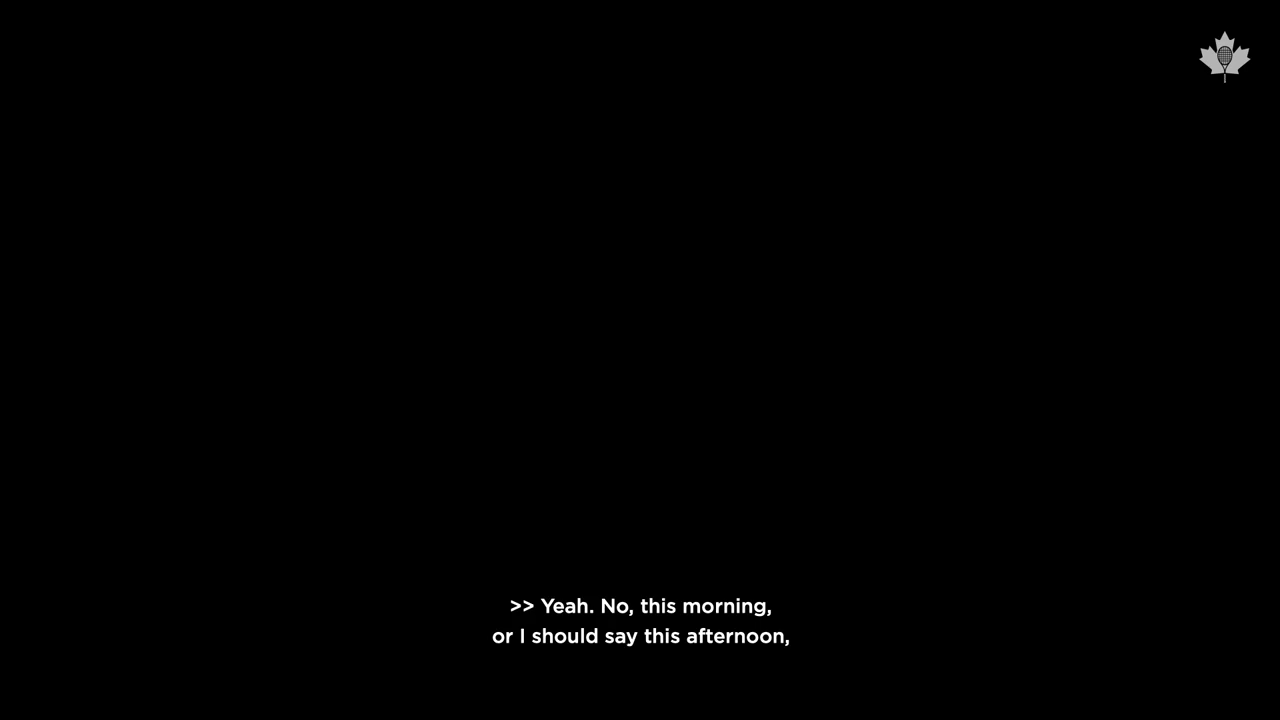 >> Yeah. No, this morning,
or I should say this afternoon,